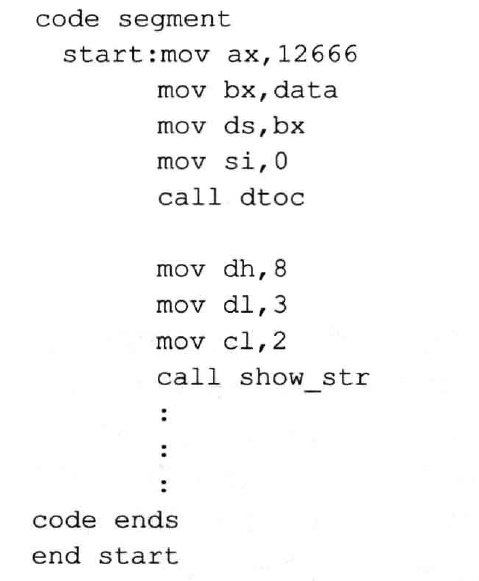 code segment
start:mov ax,12666
mov bx,data
mov ds,bx
mov si,0
call dtoc
mov dh,8
mov dl,3
mov cl,2
call show_str
:
:
:
code ends
end start